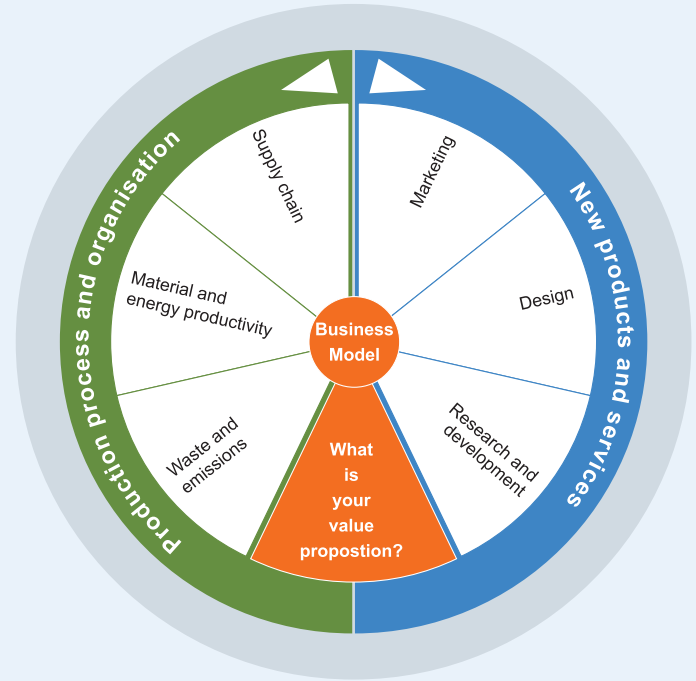 Production process and organisation
New products and services
Supply chain
Marketing
Material and
energy productivity
Design
Business
Model
Waste and
emissions
Research and
development
What
is
your
value
propostion?